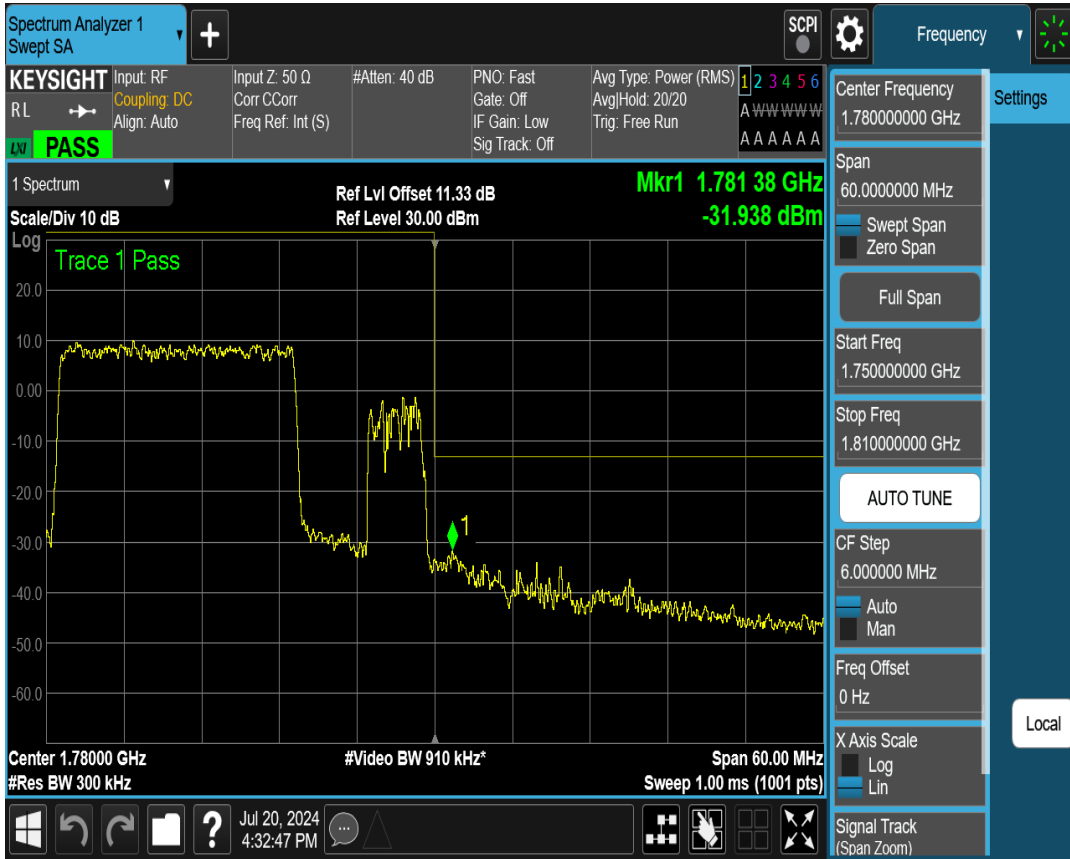 Spectrum Analyzer 1
Swept SA
+
SCPI
Frequency
KEYSIGHT
RL
LXI PASS
Input: RF
Coupling: DC
Align: Auto
Input Z: 50 Ω
Corr CCorr
Freq Ref: Int (S)
#Atten: 40 dB
PNO: Fast
Gate: Off
IF Gain: Low
Sig Track: Off
Avg Type: Power (RMS)
Avg|Hold: 20/20
Trig: Free Run
1 2 3 4 5 6
A W W W W W
A A A A A A
1 Spectrum
Scale/Div 10 dB
Ref Lvl Offset 11.33 dB
Ref Level 30.00 dBm
Mkr1 1.781 38 GHz
-31.938 dBm
Log
Trace 1 Pass
20.0
10.0
0.00
-10.0
-20.0
-30.0
-40.0
-50.0
-60.0
1
Center 1.78000 GHz
#Res BW 300 kHz
#Video BW 910 kHz*
Span 60.00 MHz
Sweep 1.00 ms (1001 pts)
Center Frequency
1.780000000 GHz
Span
60.0000000 MHz
Swept Span
Zero Span
Full Span
Start Freq
1.750000000 GHz
Stop Freq
1.810000000 GHz
AUTO TUNE
CF Step
6.000000 MHz
Auto
Man
Freq Offset
0 Hz
X Axis Scale
Log
Lin
Signal Track
(Span Zoom)
Settings
Local
?
Jul 20, 2024
4:32:47 PM